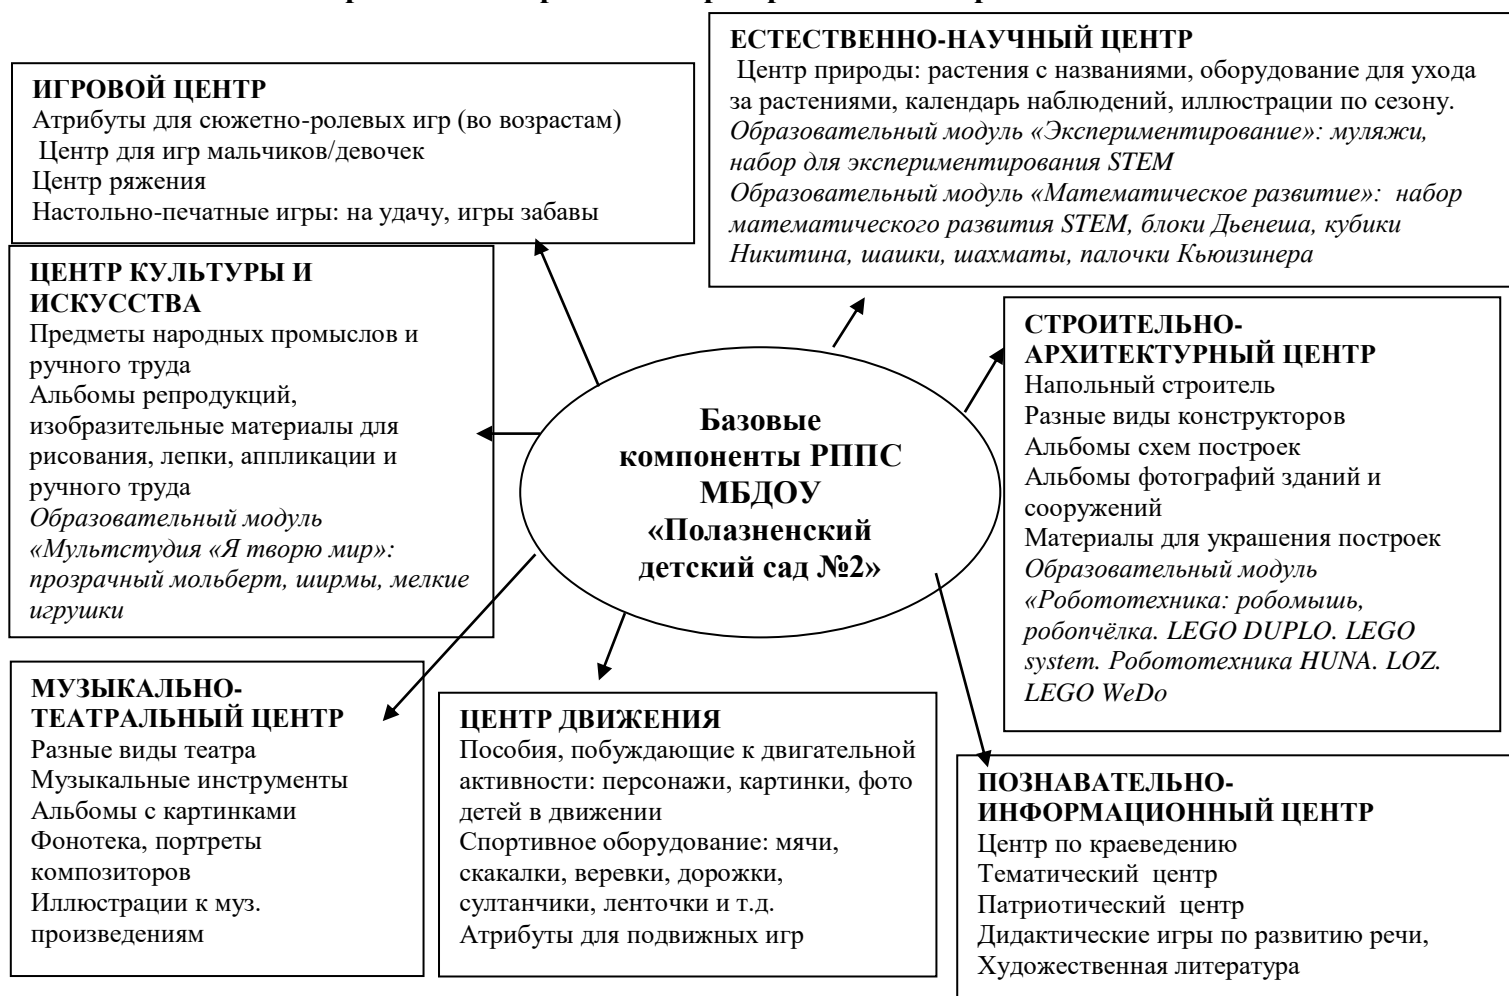 ИГРОВОЙ ЦЕНТР
Атрибуты для сюжетно-ролевых игр (во возрастам)
Центр для игр мальчиков/девочек
Центр ряжения
Настольно-печатные игры: на удачу, игры забавы
ЕСТЕСТВЕННО-НАУЧНЫЙ ЦЕНТР
Центр природы: растения с названиями, оборудование для ухода
за растениями, календарь наблюдений, иллюстрации по сезону.
Образовательный модуль «Экспериментирование»: муляжи,
набор для экспериментирования STEM
Образовательный модуль «Математическое развитие»: набор
математического развития STEM, блоки Дьенеша, кубики
Никитина, шашки, шахматы, палочки Кьюизинера
ЦЕНТР КУЛЬТУРЫ И
ИСКУССТВА
Предметы народных промыслов и
ручного труда
Альбомы репродукций,
изобразительные материалы для
рисования, лепки, аппликации и
ручного труда
Образовательный модуль
«Мультстудия «Я творю мир»:
прозрачный мольберт, ширмы, мелкие
игрушки
Базовые
компоненты РППС
МБДОУ
«Полазненский
детский сад №2»
СТРОИТЕЛЬНО-
АРХИТЕКТУРНЫЙ ЦЕНТР
Напольный строитель
Разные виды конструкторов
Альбомы схем построек
Альбомы фотографий зданий и
сооружений
Материалы для украшения построек
Образовательный модуль
«Робототехника: робомышь,
робопчёлка. LEGO DUPLO. LEGO
system. Робототехника HUNA. LOZ.
LEGO WeDo
МУЗЫКАЛЬНО-
ТЕАТРАЛЬНЫЙ ЦЕНТР
Разные виды театра
Музыкальные инструменты
Альбомы с картинками
Фонотека, портреты
композиторов
Иллюстрации к муз.
произведениям
ЦЕНТР ДВИЖЕНИЯ
Пособия, побуждающие к двигательной
активности: персонажи, картинки, фото
детей в движении
Спортивное оборудование: мячи,
скакалки, веревки, дорожки,
султанчики, ленточки и т.д.
Атрибуты для подвижных игр
ПОЗНАВАТЕЛЬНО-
ИНФОРМАЦИОННЫЙ ЦЕНТР
Центр по краеведению
Тематический центр
Патриотический центр
Дидактические игры по развитию речи,
Художественная литература